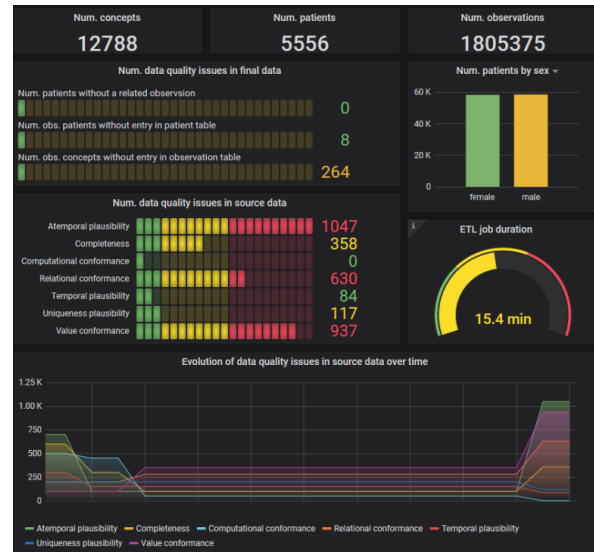 Num. concepts
12788
Num. patients
5556
Num. observations
1805375
Num. data quality issues in final data
Num. patients without a related observsion
0
Num. obs. patients without entry in patient table
8
Num. obs. concepts without entry in observation table
264
Num. patients by sex
60 K
40 K
20 K
0
female
male
Num. data quality issues in source data
Atemporal plausibility 1047
Completeness 358
Computational conformance 0
Relational conformance 630
Temporal plausibility 84
Uniqueness plausibility 117
Value conformance 937
i
ETL job duration
15.4 min
Evolution of data quality issues in source data over time
1.25 K
1.00 K
750
500
250
0
Atemporal plausibility Completeness Computational conformance Relational conformance Temporal plausibility
Uniqueness plausibility Value conformance